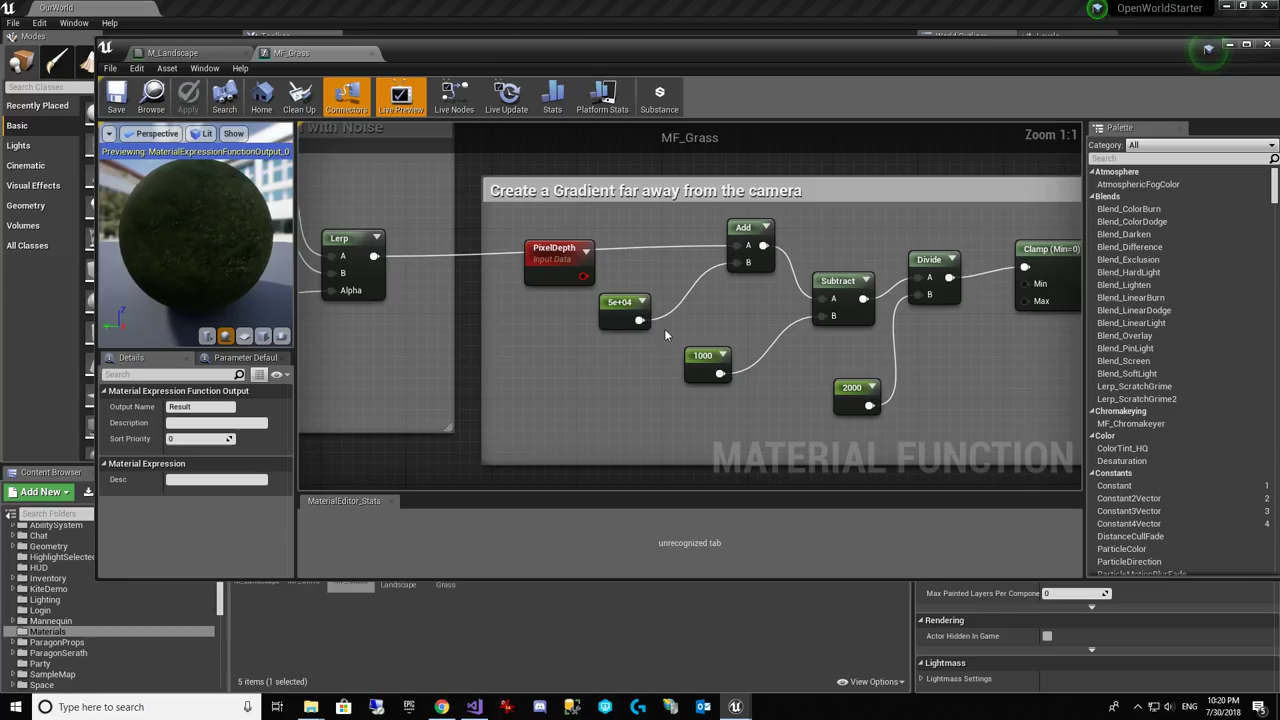 OurWorld
OpenWorldStarter
File Edit Window Help
Modes
M_Landscape
MF_Grass
File Edit Asset Window Help
Search Classes
Save Browse Apply Search Home Clean Up Connectors Live Preview Live Nodes Live Update Stats Platform Stats Substance
Recently Placed
Basic
Lights
Cinematic
Visual Effects
Geometry
Volumes
All Classes
Perspective Lit Show
Previewing: MaterialExpressionFunctionOutput_0
with Noise
MF_Grass
Zoom 1:1
Create a Gradient far away from the camera
Lerp
A
B
Alpha
PixelDepth
Input Data
5e+04
1000
Add
A
B
Subtract
A
B
2000
Divide
A
B
Clamp (Min=0)
Min
Max
MATERIAL FUNCTION
Palette
Category: All
Search
Atmosphere
AtmosphericFogColor
Blends
Blend_ColorBurn
Blend_ColorDodge
Blend_Darken
Blend_Difference
Blend_Exclusion
Blend_HardLight
Blend_Lighten
Blend_LinearBurn
Blend_LinearDodge
Blend_LinearLight
Blend_Overlay
Blend_PinLight
Blend_Screen
Blend_SoftLight
Lerp_ScratchGrime
Lerp_ScratchGrime2
Chromakeying
MF_Chromakeyer
Color
ColorTint_HQ
Desaturation
Constants
Constant 1
Constant2Vector 2
Constant3Vector 3
Constant4Vector 4
DistanceCullFade
ParticleColor
ParticleDirection
Details
Parameter Defaul
Search
Material Expression Function Output
Output Name Result
Description
Sort Priority 0
Material Expression
Desc
MaterialEditor_Stats
unrecognized tab
Content Browser
Add New
Search Folders
AbilitySystem
Chat
Geometry
HighlightSelected
HUD
Inventory
KiteDemo
Lighting
Login
Mannequin
Materials
ParagonProps
ParagonSerath
Party
SampleMap
Space
Landscape
Grass
5 items (1 selected)
View Options
Max Painted Layers Per Compone 0
Rendering
Actor Hidden In Game
Lightmass
Lightmass Settings
Type here to search
10:20 PM
7/30/2018